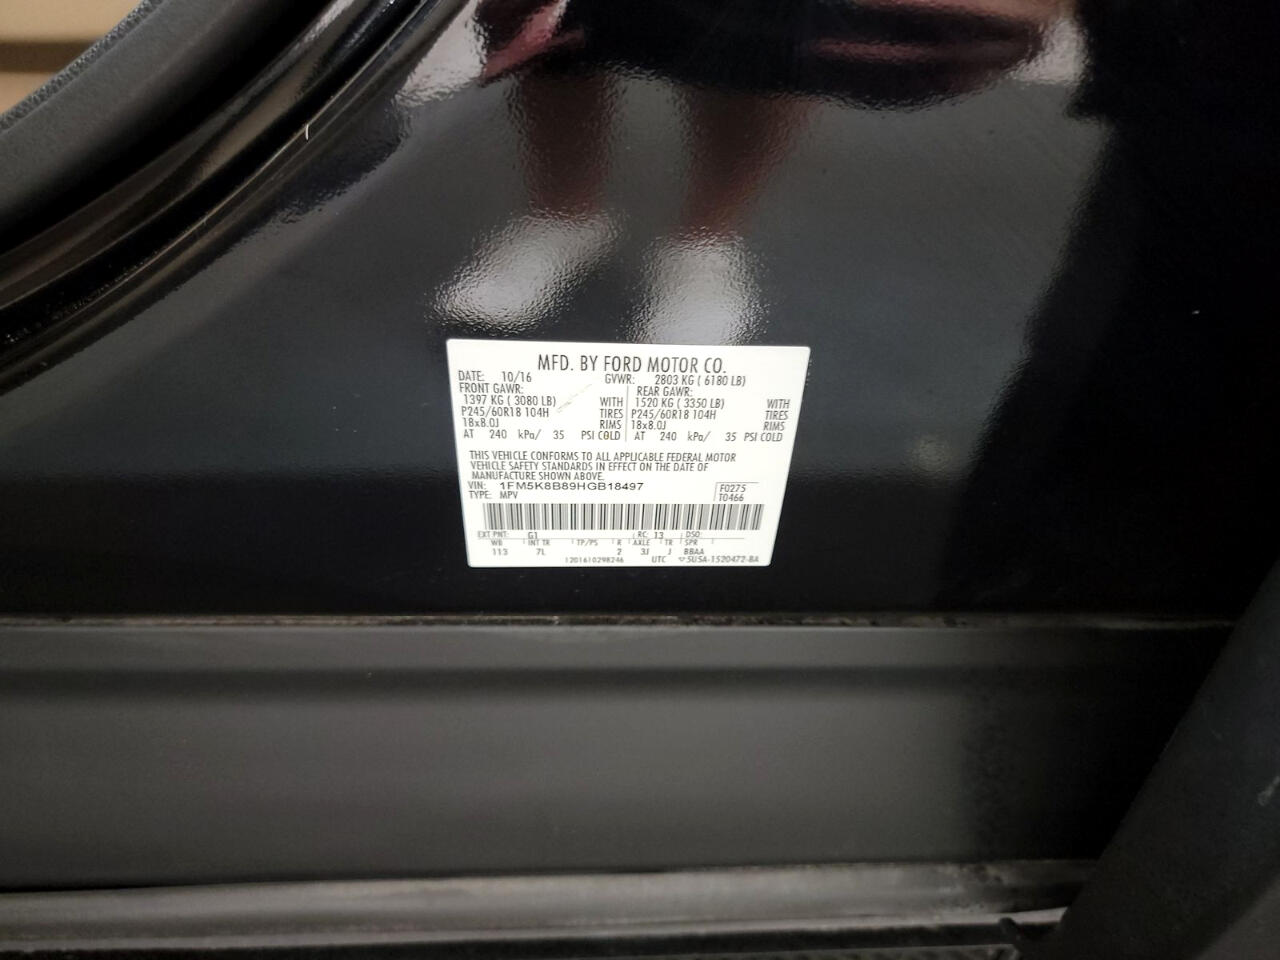 MFD. BY FORD MOTOR CO.
DATE: 10/16 GVWR: 2803 KG ( 6180 LB)
FRONT GAWR: REAR GAWR:
1397 KG ( 3080 LB) WITH 1520 KG ( 3350 LB) WITH
P245/60R18 104H TIRES P245/60R18 104H TIRES
18x8.0J RIMS 18x8.0J RIMS
AT 240 kPa/ 35 PSI COLD AT 240 kPa/ 35 PSI COLD
THIS VEHICLE CONFORMS TO ALL APPLICABLE FEDERAL MOTOR
VEHICLE SAFETY STANDARDS IN EFFECT ON THE DATE OF
MANUFACTURE SHOWN ABOVE.
VIN: 1FM5K8B89HGB18497 F0275
TYPE: MPV T0466
EXT PNT: G1 RC: 13 DSO:
WB INT TR TP/PS R AXLE TR SPR
113 7L 2 3J J BBAA
1201610298246 UTC 5U5A-1520472-BA